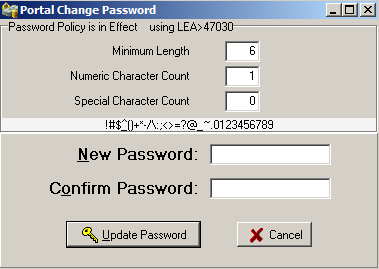 Portal Change Password
Password Policy is in Effect using LEA>47030
Minimum Length 6
Numeric Character Count 1
Special Character Count 0
!#$^()+*-/\:;<>=?@_~.0123456789
New Password:
Confirm Password:
Update Password Cancel